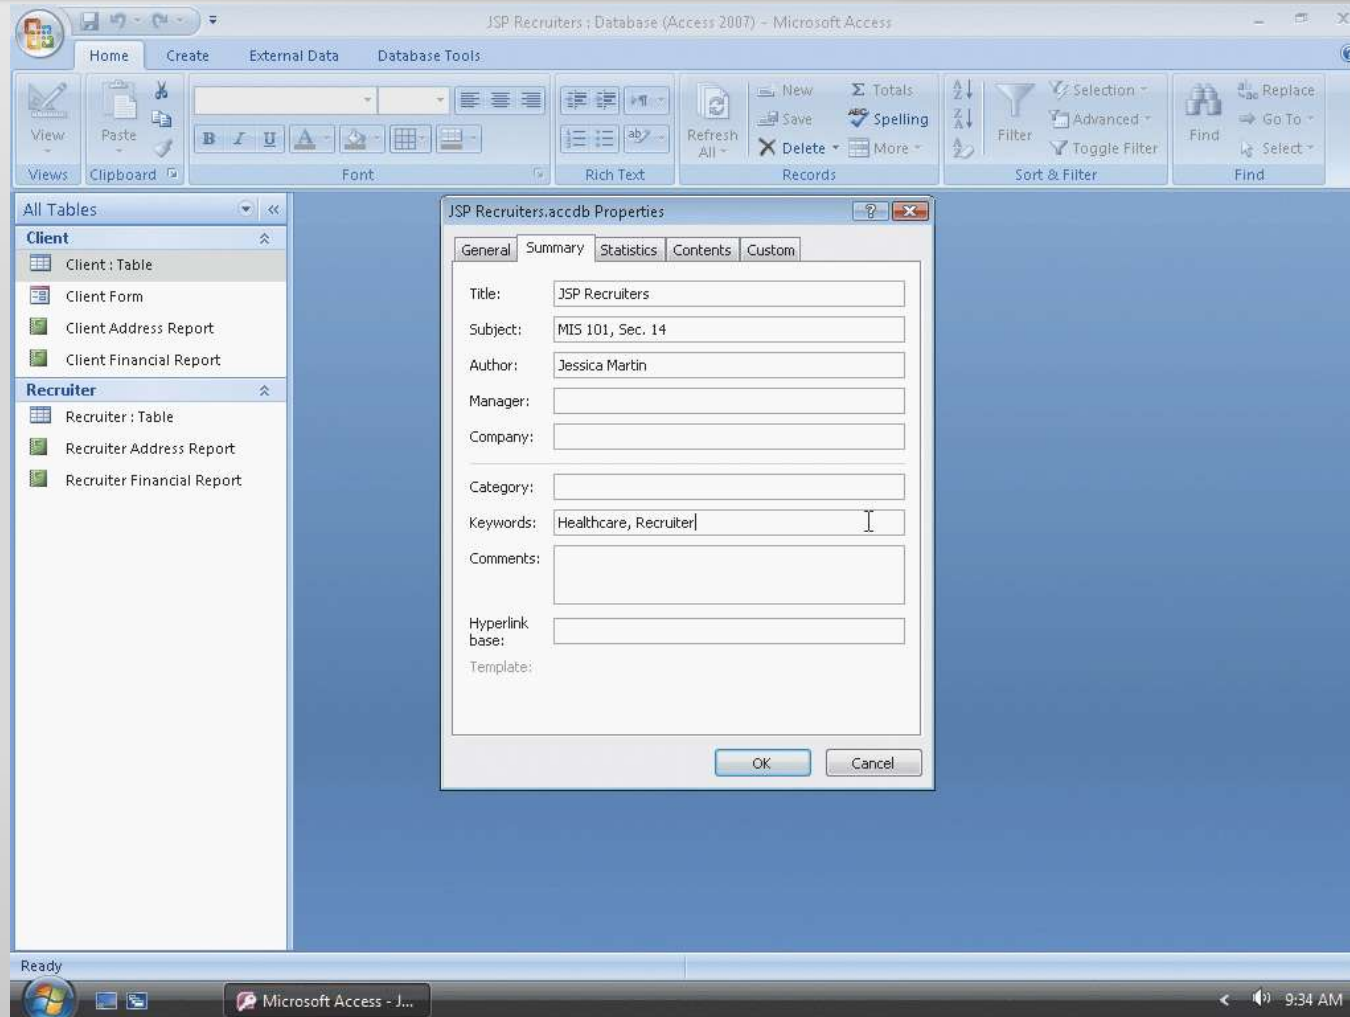 JSP Recruiters : Database (Access 2007) - Microsoft Access
Home Create External Data Database Tools
View Paste B I U Refresh All New Save Delete Totals Spelling More Filter Selection Advanced Toggle Filter Find Replace Go To Select
Views Clipboard Font Rich Text Records Sort & Filter Find
All Tables
Client
Client : Table
Client Form
Client Address Report
Client Financial Report
Recruiter
Recruiter : Table
Recruiter Address Report
Recruiter Financial Report
JSP Recruiters.accdb Properties
General Summary Statistics Contents Custom
Title: JSP Recruiters
Subject: MIS 101, Sec. 14
Author: Jessica Martin
Manager:
Company:
Category:
Keywords: Healthcare, Recruiter
Comments:
Hyperlink
base:
Template:
OK Cancel
Ready
Microsoft Access - J... 9:34 AM